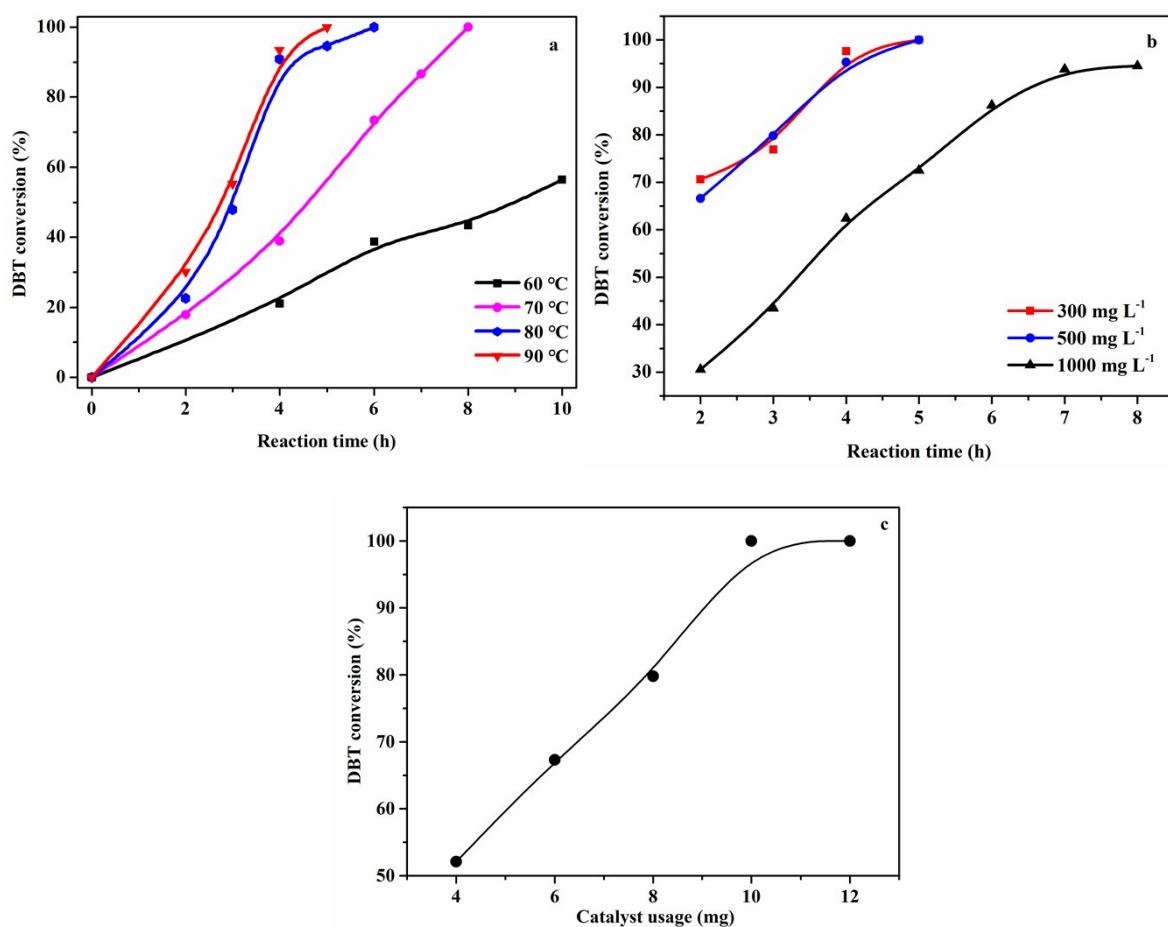 a
DBT conversion (%)
100
80
60
40
20
0
60 °C
70 °C
80 °C
90 °C
0 2 4 6 8 10
Reaction time (h)
b
DBT conversion (%)
100
90
80
70
60
50
40
30
300 mg L⁻¹
500 mg L⁻¹
1000 mg L⁻¹
2 3 4 5 6 7 8
Reaction time (h)
c
DBT conversion (%)
100
90
80
70
60
50
4 6 8 10 12
Catalyst usage (mg)